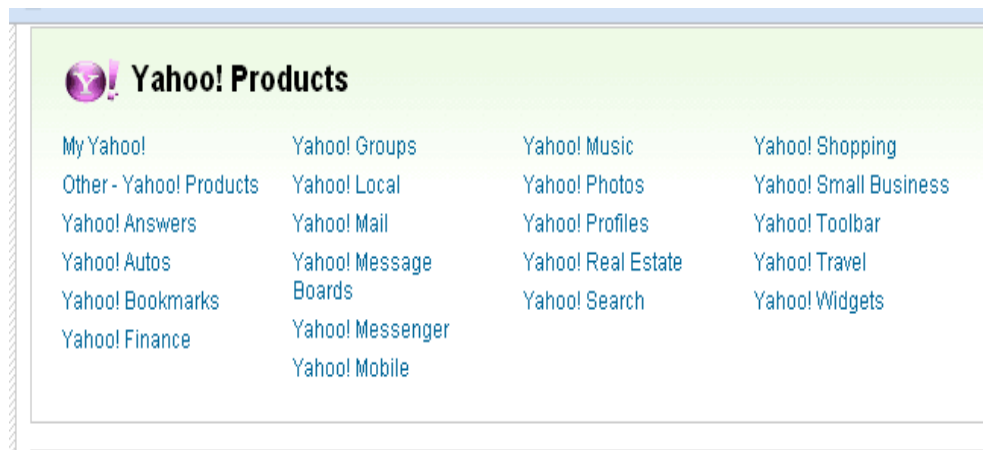 Yahoo! Products
My Yahoo!
Other - Yahoo! Products
Yahoo! Answers
Yahoo! Autos
Yahoo! Bookmarks
Yahoo! Finance
Yahoo! Groups
Yahoo! Local
Yahoo! Mail
Yahoo! Message
Boards
Yahoo! Messenger
Yahoo! Mobile
Yahoo! Music
Yahoo! Photos
Yahoo! Profiles
Yahoo! Real Estate
Yahoo! Search
Yahoo! Shopping
Yahoo! Small Business
Yahoo! Toolbar
Yahoo! Travel
Yahoo! Widgets